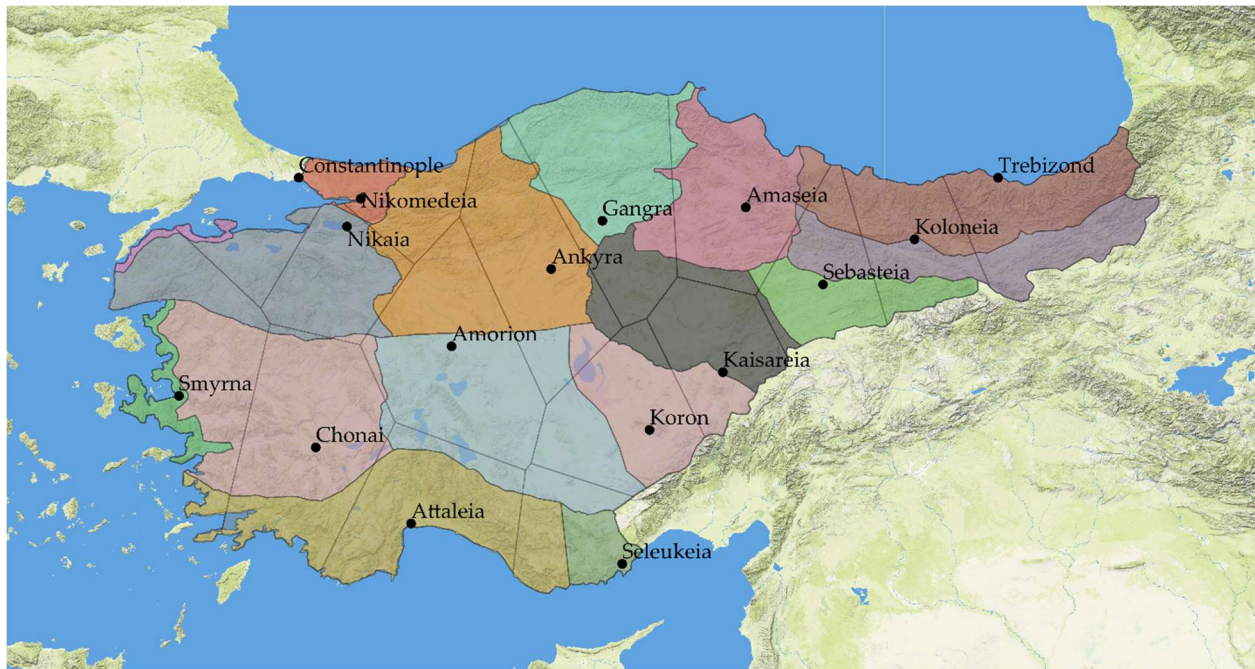 Constantinople
Trebizond
Nikomedeia
Amaseia
Gangra
Nikaia
Koloneia
Ankyra
Sebasteia
Amorion
Kaisareia
Smyrna
Koron
Chonai
Attaleia
Seleukeia